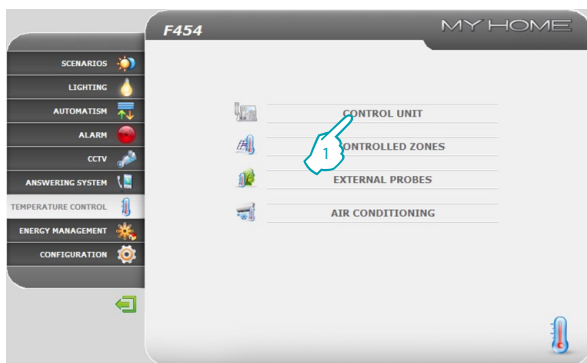 F454
MY HOME
SCENARIOS
LIGHTING
AUTOMATISM
ALARM
CCTV
ANSWERING SYSTEM
TEMPERATURE CONTROL
ENERGY MANAGEMENT
CONFIGURATION
CONTROL UNIT
1
CONTROLLED ZONES
EXTERNAL PROBES
AIR CONDITIONING